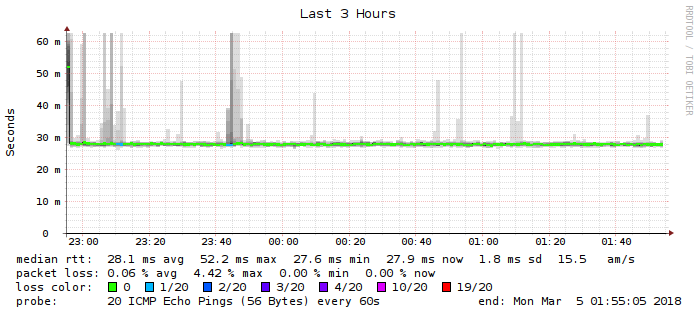 Last 3 Hours
RRDTOOL / TOBI OETIKER
Seconds
60 m
50 m
40 m
30 m
20 m
10 m
0
23:00 23:20 23:40 00:00 00:20 00:40 01:00 01:20 01:40
median rtt: 28.1 ms avg 52.2 ms max 27.6 ms min 27.9 ms now 1.8 ms sd 15.5 am/s
packet loss: 0.06 % avg 4.42 % max 0.00 % min 0.00 % now
loss color: 0 1/20 2/20 3/20 4/20 10/20 19/20
probe: 20 ICMP Echo Pings (56 Bytes) every 60s end: Mon Mar 5 01:55:05 2018